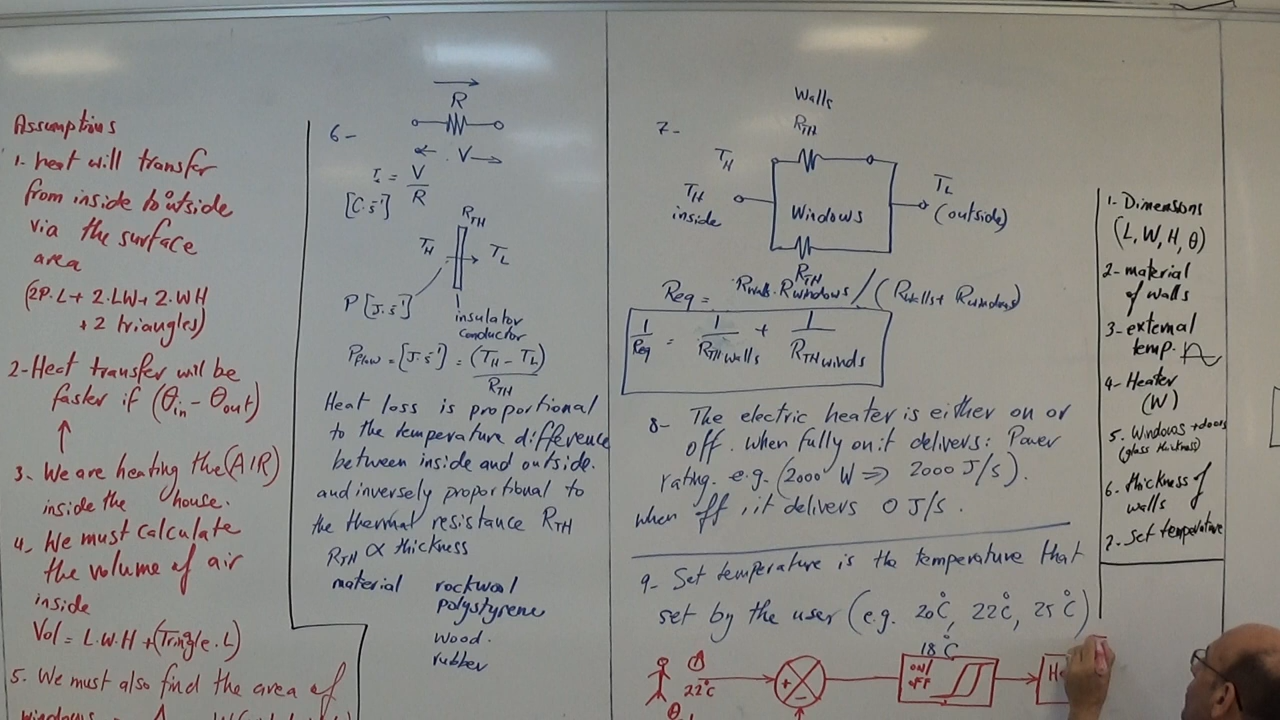 Assumptions
1- heat will transfer
from inside to outside
via the surface
area
(2P.L + 2.LW + 2.WH
+ 2 triangles)
2- Heat transfer will be
faster if (θin - θout)
3. We are heating the (AIR)
inside the house.
4. We must calculate
the volume of air
inside
Vol = L.W.H + (Tringle.L)
5. We must also find the area of
windows
6-
R
V
I = V/R
[C.s⁻¹]
RTH
TH
TL
P [J.s⁻¹]
insulator
conductor
Pflow = [J.s⁻¹] = (TH - TL)/RTH
Heat loss is proportional
to the temperature difference
between inside and outside.
and inversely proportional to
the thermal resistance RTH
RTH ∝ thickness
material rockwool
polystyrene
wood.
rubber
7-
Walls
RTH
TH
TH
inside
Windows
TL
(outside)
RTH
Req = Rwalls.Rwindows/(Rwalls + Rwindows)
1/Req = 1/RTHwalls + 1/RTHwinds
8- The electric heater is either on or
off. when fully on it delivers: Power
rating. e.g. (2000 W ⇒ 2000 J/s).
when off, it delivers 0 J/s.
9- Set temperature is the temperature that
set by the user (e.g. 20°C, 22°C, 25°C)
18°C
22°C
θ
+
-
on/
off
He
1- Dimensions
(L, W, H, θ)
2- material
of walls
3- external
temp.
4- Heater
(W)
5. Windows + doors
(glass thickness)
6. thickness of
walls
7- Set temperature